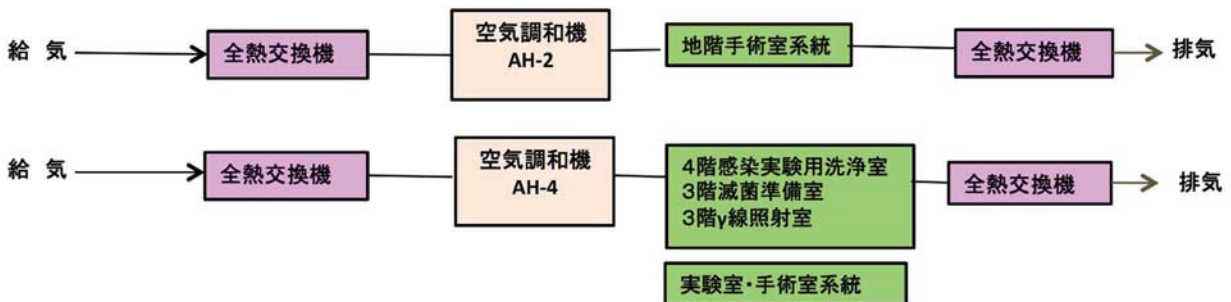 給 気
全熱交換機
空気調和機
AH-2
地階手術室系統
全熱交換機
排気
給 気
全熱交換機
空気調和機
AH-4
4階感染実験用洗浄室
3階滅菌準備室
3階γ線照射室
全熱交換機
排気
実験室・手術室系統